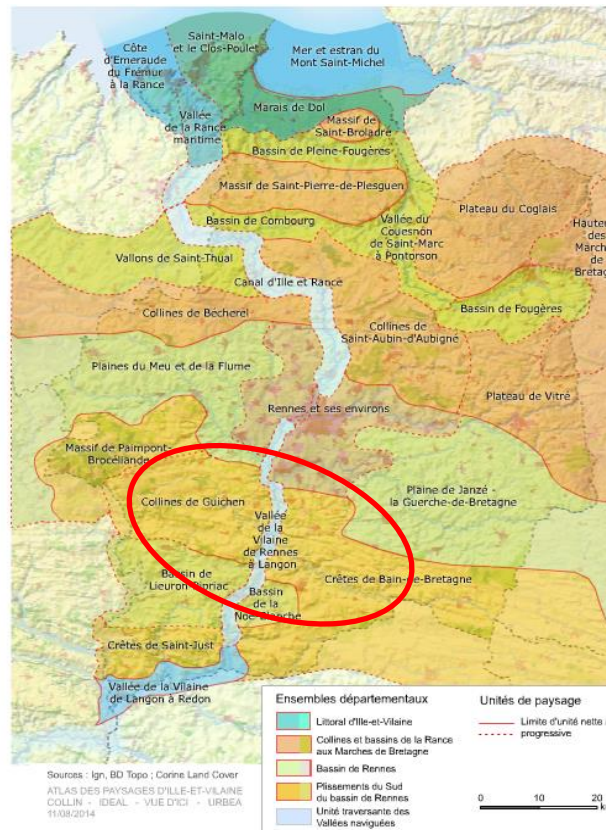 Saint-Malo
et le Clos-Poulet
Côte
d'Emeraude
du Frémur
à la Rance
Mer et estran du
Mont Saint-Michel
Marais de Dol
Vallée
de la Rance
maritime
Massif de
Saint-Broladre
Bassin de Pleine-Fougères
Massif de Saint-Pierre-de-Plesguen
Plateau du Coglais
Bassin de Combourg
Vallée du
Couesnon
de Saint-Marc
à Pontorson
Vallons de Saint-Thual
Canal d'Ille et Rance
Bassin de Fougères
Collines de Bécherel
Collines de
Saint-Aubin-d'Aubigné
Plaines du Meu et de la Flume
Plateau de Vitré
Rennes et ses environs
Massif de Paimpont-
Brocéliande
Plaine de Janzé -
la Guerche-de-Bretagne
Collines de Guichen
Vallée
de la
Vilaine
de Rennes
à Langon
Bassin de
Lieuron-Pipriac
Crêtes de Bain-de-Bretagne
Bassin
de la
Noë-Blanche
Crêtes de Saint-Just
Vallée de la Vilaine
de Langon à Redon
Ensembles départementaux
Littoral d'Ille-et-Vilaine
Collines et bassins de la Rance
aux Marches de Bretagne
Bassin de Rennes
Plissements du Sud
du bassin de Rennes
Unité traversante des
Vallées naviguées
Unités de paysage
Limite d'unité nette
progressive
0 10 20
Sources : Ign, BD Topo ; Corine Land Cover
ATLAS DES PAYSAGES D'ILLE-ET-VILAINE
COLLIN - IDEAL - VUE D'ICI - URBEA
11/08/2014